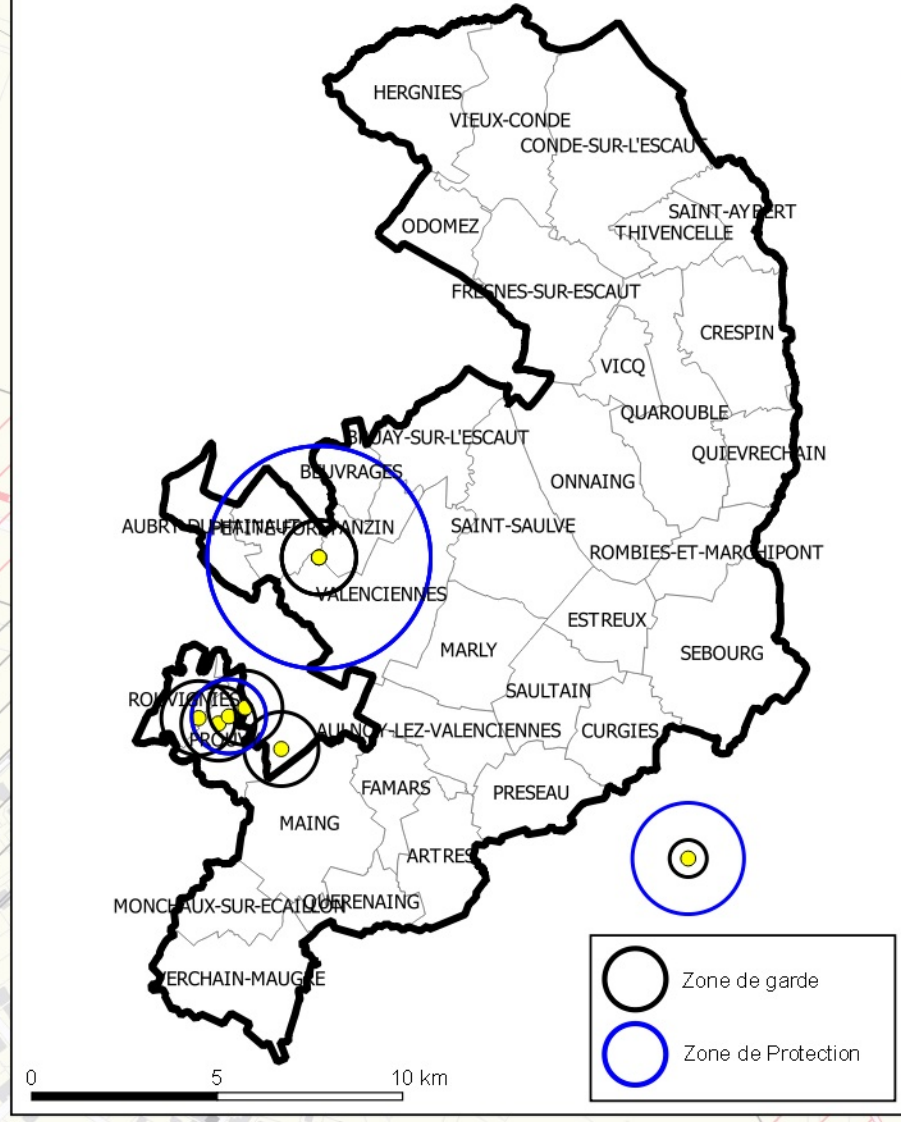 HERGNIES
VIEUX-CONDE
CONDE-SUR-L'ESCAUT
SAINT-AYBERT
ODOMEZ
THIVENCELLE
FRESNES-SUR-ESCAUT
CRESPIN
VICQ
QUAROUBLE
BRUAY-SUR-L'ESCAUT
QUIEVRECHAIN
BEUVRAGES
ONNAING
AUBRY-DU-HAINAUT
PETITE-FORET
ANZIN
SAINT-SAULVE
ROMBIES-ET-MARCHIPONT
VALENCIENNES
ESTREUX
MARLY
SEBOURG
SAULTAIN
ROUVIGNIES
AULNOY-LEZ-VALENCIENNES
CURGIES
PROUVY
FAMARS
PRESEAU
MAING
ARTRES
MONCHAUX-SUR-ECAILLON
QUERENAING
VERCHAIN-MAUGRE
Zone de garde
Zone de Protection
0 5 10 km